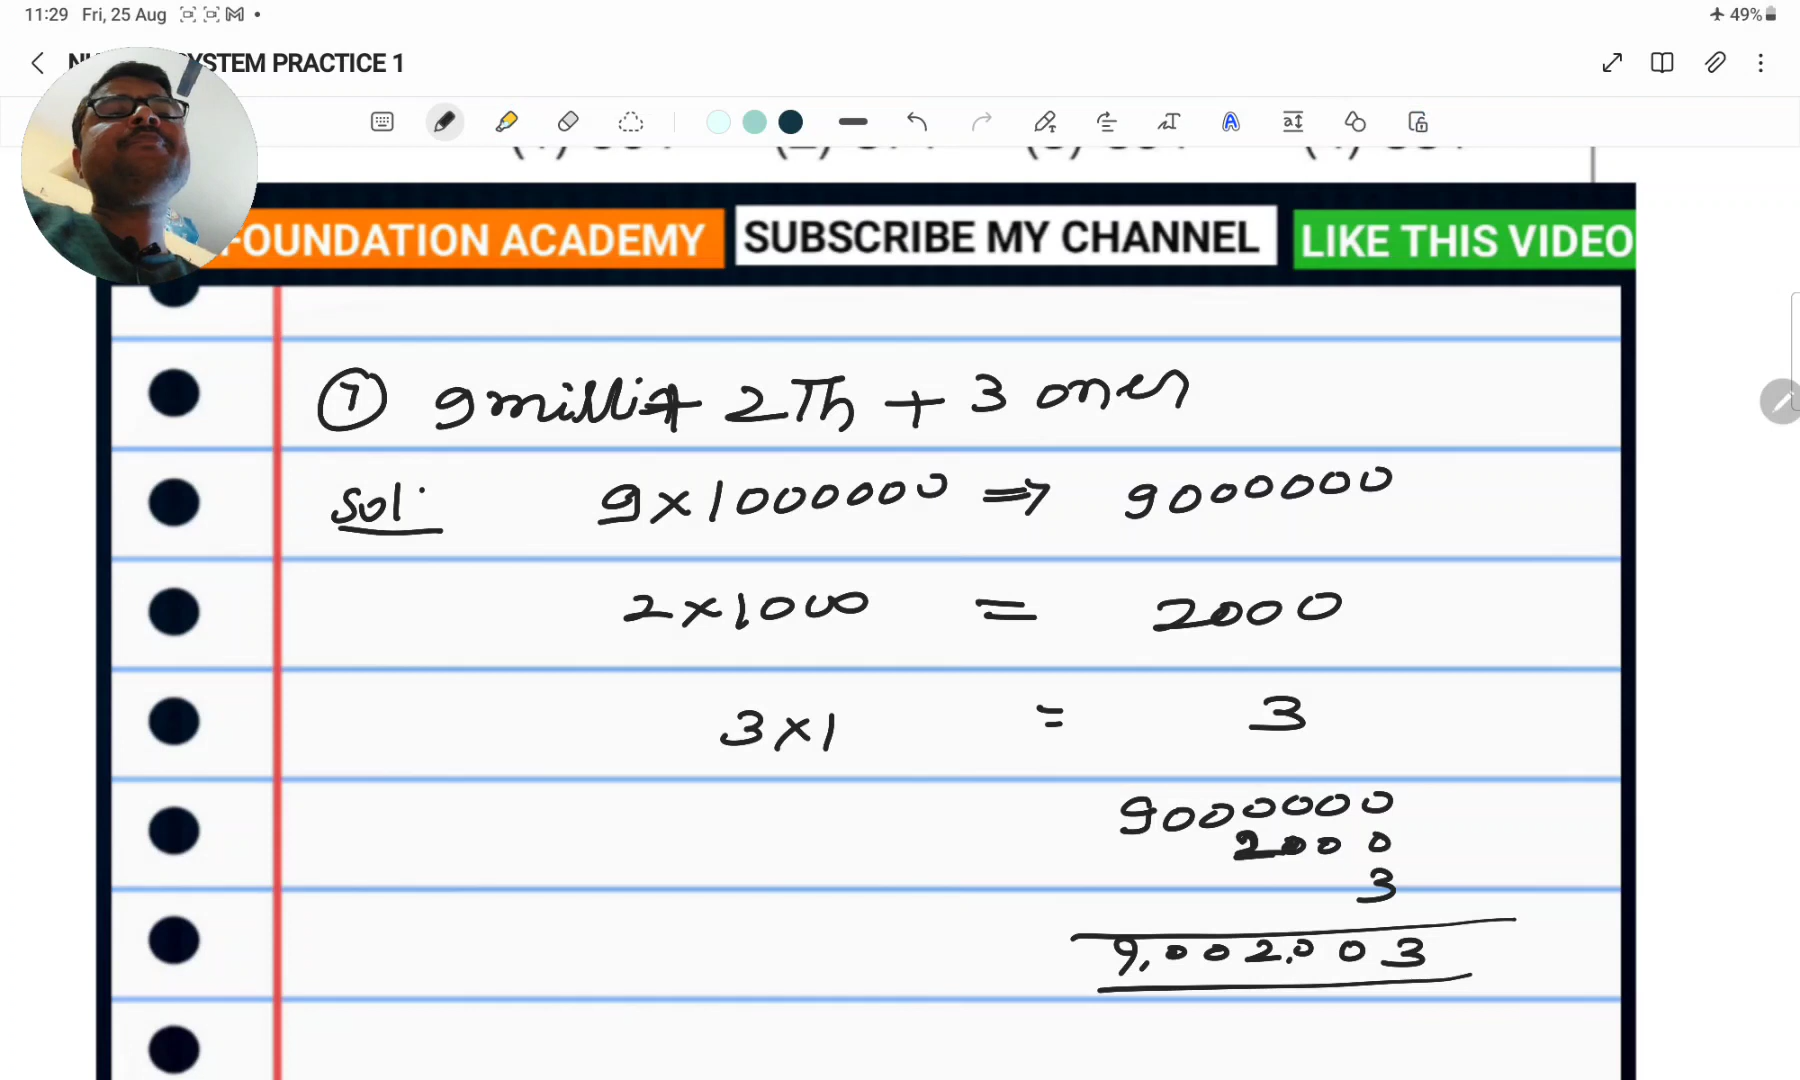 11:29 Fri, 25 Aug
49%
SYSTEM PRACTICE 1
FOUNDATION ACADEMY SUBSCRIBE MY CHANNEL LIKE THIS VIDEO
7 9 milli + 2 Th + 3 ones
Sol: 9 × 1000000 ⇒ 9000000
2 × 1000 = 2000
3 × 1 = 3
9000000
2000
3
9,002,003